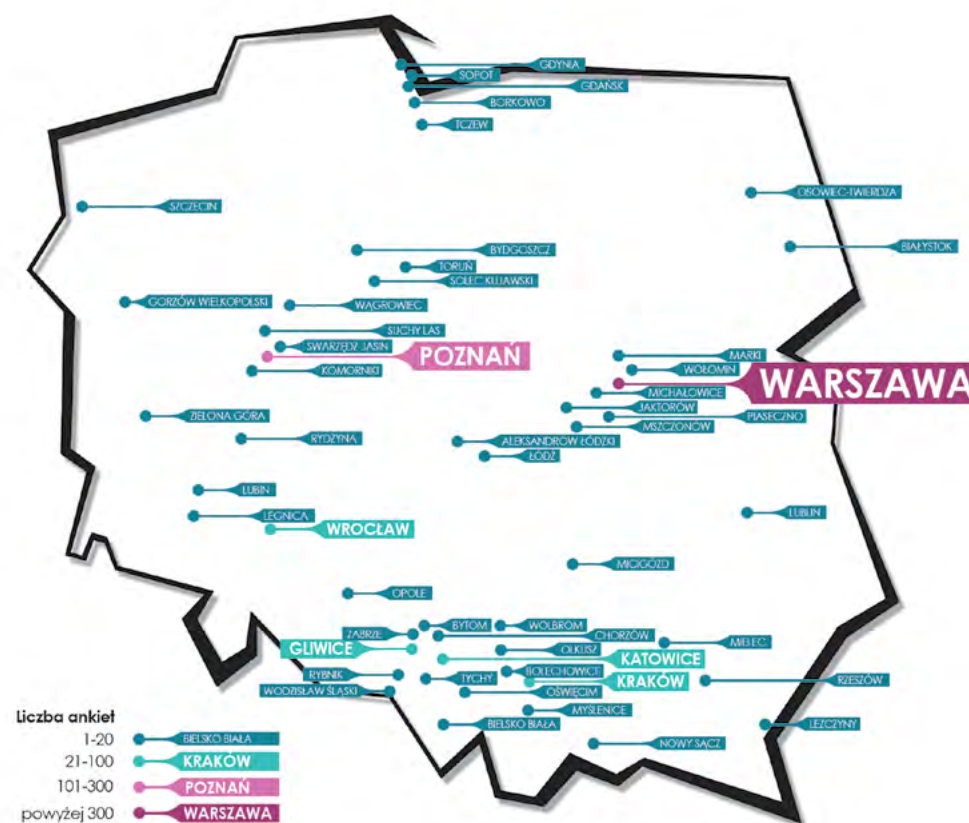 GDYNIA
SOPOT
GDAŃSK
BORKOWO
TCZEW
OSOWIEC-TWIERDZA
SZCZECIN
BIAŁYSTOK
BYDGOSZCZ
TORUŃ
SOLEC KUJAWSKI
GORZÓW WIELKOPOLSKI
WĄGROWIEC
SUCHY LAS
SWARZĘDZ-JASIN
POZNAŃ
MARKI
KOMORNIKI
WOŁOMIN
WARSZAWA
MICHAŁOWICE
JAKTORÓW
ZIELONA GÓRA
PIASECZNO
MSZCZONÓW
RYDZYNA
ALEKSANDRÓW ŁÓDZKI
ŁÓDŹ
LUBIN
LEGNICA
LUBLIN
WROCŁAW
MICIGÓZD
OPOLE
BYTOM
WOLBROM
ZABRZE
CHORZÓW
MIELEC
GLIWICE
OLKUSZ
KATOWICE
BOLECHOWICE
RYBNIK
TYCHY
KRAKÓW
RZESZÓW
WODZISŁAW ŚLĄSKI
OŚWIĘCIM
MYŚLENICE
BIELSKO BIAŁA
LESZCZYNY
NOWY SĄCZ
Liczba ankiet
1-20 BIELSKO BIAŁA
21-100 KRAKÓW
101-300 POZNAŃ
powyżej 300 WARSZAWA